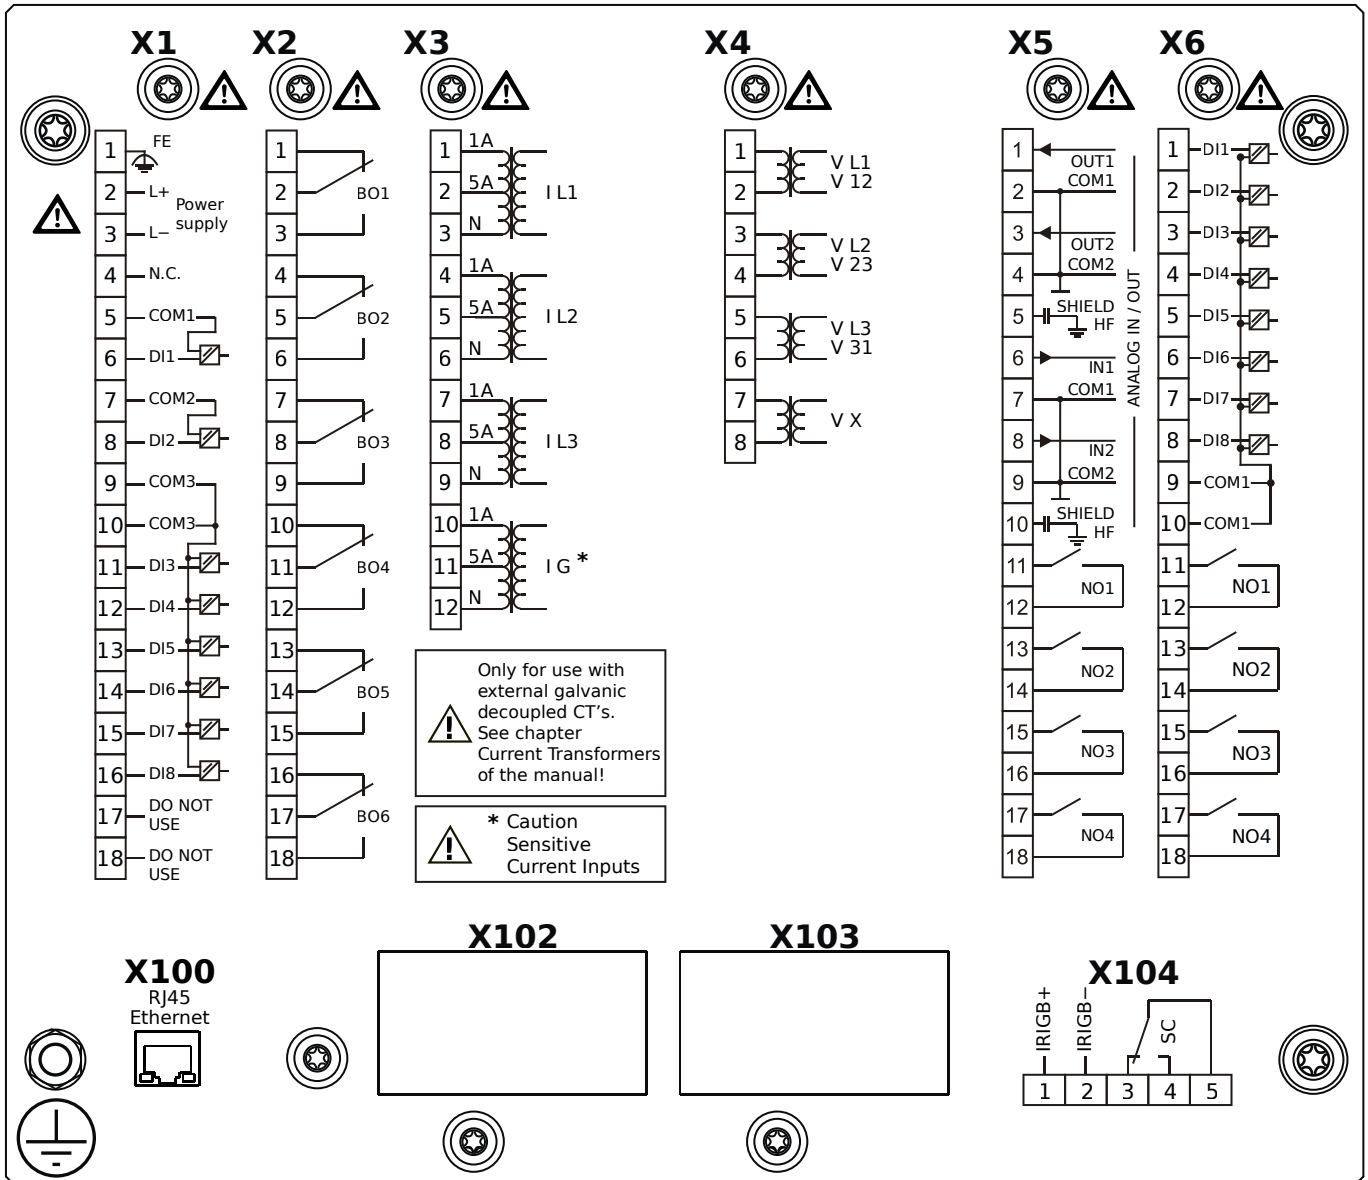 X1 X2 X3 X4 X5 X6
1 FE
2 L+
Power
supply
3 L−
4 N.C.
5 COM1
6 DI1
7 COM2
8 DI2
9 COM3
10 COM3
11 DI3
12 DI4
13 DI5
14 DI6
15 DI7
16 DI8
17 DO NOT
USE
18 DO NOT
USE
1
2 BO1
3
4
5 BO2
6
7
8 BO3
9
10
11 BO4
12
13
14 BO5
15
16
17 BO6
18
1 1A
2 5A I L1
3 N
4 1A
5 5A I L2
6 N
7 1A
8 5A I L3
9 N
10 1A
11 5A I G *
12 N
Only for use with
external galvanic
decoupled CT's.
See chapter
Current Transformers
of the manual!
* Caution
Sensitive
Current Inputs
1 V L1
2 V 12
3 V L2
4 V 23
5 V L3
6 V 31
7 V X
8
1 OUT1
2 COM1
3 OUT2
4 COM2
5 SHIELD
HF
6 IN1
7 COM1
8 IN2
9 COM2
10 SHIELD
HF
ANALOG IN / OUT
11 NO1
12
13 NO2
14
15 NO3
16
17 NO4
18
1 DI1
2 DI2
3 DI3
4 DI4
5 DI5
6 DI6
7 DI7
8 DI8
9 COM1
10 COM1
11 NO1
12
13 NO2
14
15 NO3
16
17 NO4
18
X100
RJ45
Ethernet
X102
X103
X104
IRIGB+
IRIGB−
SC
1 2 3 4 5